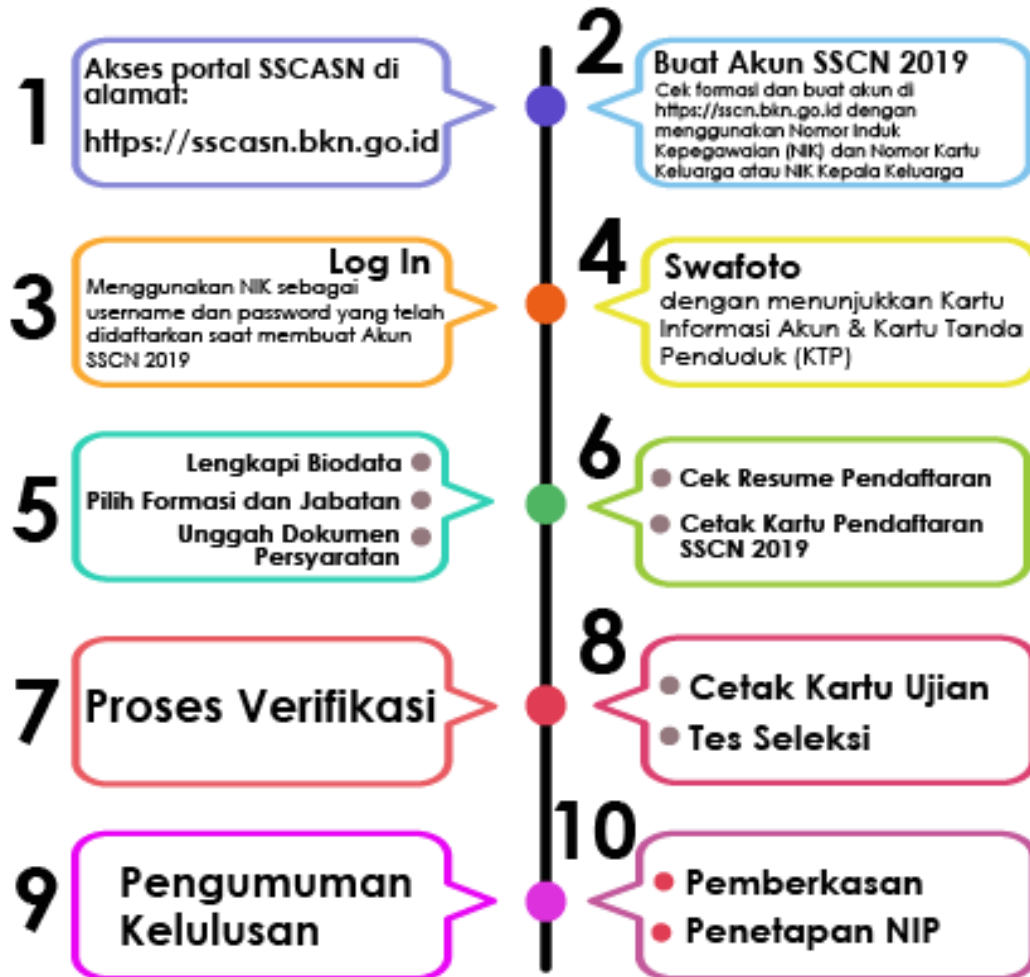 1
Akses portal SSCASN di
alamat:
https://sscasn.bkn.go.id
2
Buat Akun SSCN 2019
Cek formasi dan buat akun di
https://sscn.bkn.go.id dengan
menggunakan Nomor Induk
Kepegawaian (NIK) dan Nomor Kartu
Keluarga atau NIK Kepala Keluarga
3
Log In
Menggunakan NIK sebagai
username dan password yang telah
didaftarkan saat membuat Akun
SSCN 2019
4
Swafoto
dengan menunjukkan Kartu
Informasi Akun & Kartu Tanda
Penduduk (KTP)
5
Lengkapi Biodata
Pilih Formasi dan Jabatan
Unggah Dokumen
Persyaratan
6
Cek Resume Pendaftaran
Cetak Kartu Pendaftaran
SSCN 2019
7
Proses Verifikasi
8
Cetak Kartu Ujian
Tes Seleksi
9
Pengumuman
Kelulusan
10
Pemberkasan
Penetapan NIP